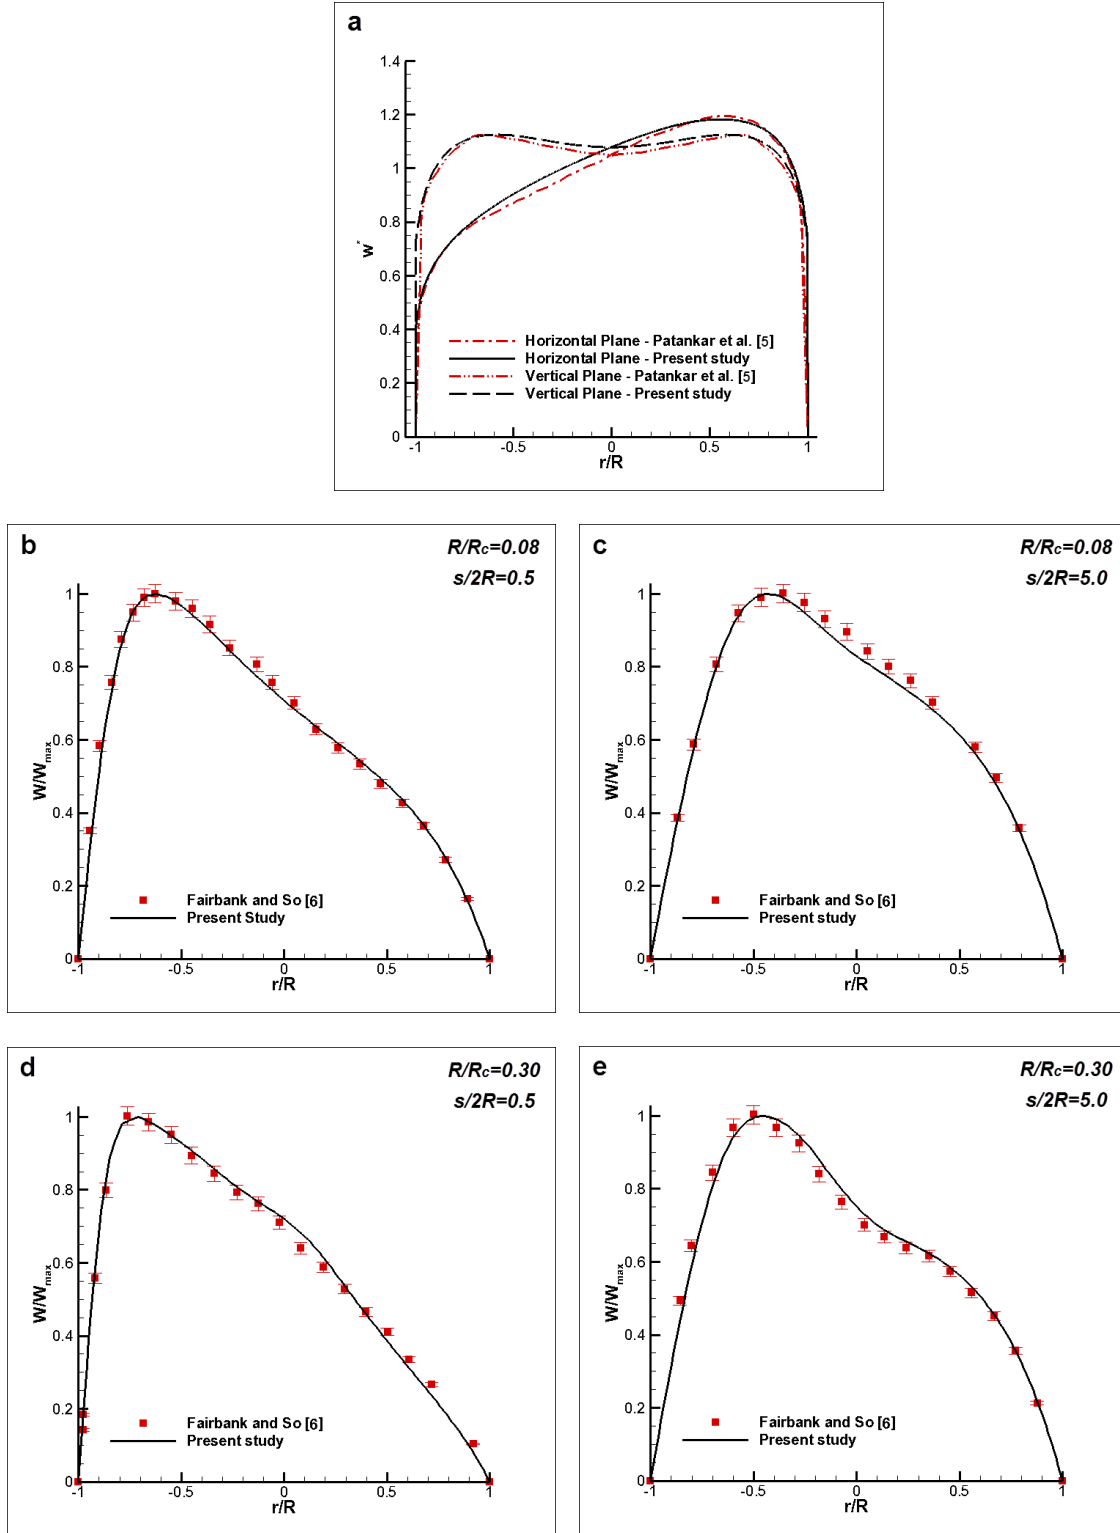 a
1.4
1.2
1
0.8
0.6
0.4
0.2
0
w*
Horizontal Plane - Patankar et al. [5]
Horizontal Plane - Present study
Vertical Plane - Patankar et al. [5]
Vertical Plane - Present study
-1 -0.5 0 0.5 1
r/R
b
R/Rc=0.08
s/2R=0.5
1
0.8
0.6
0.4
0.2
0
W/Wmax
Fairbank and So [6]
Present Study
-1 -0.5 0 0.5 1
r/R
c
R/Rc=0.08
s/2R=5.0
1
0.8
0.6
0.4
0.2
0
W/Wmax
Fairbank and So [6]
Present study
-1 -0.5 0 0.5 1
r/R
d
R/Rc=0.30
s/2R=0.5
1
0.8
0.6
0.4
0.2
0
W/Wmax
Fairbank and So [6]
Present study
-1 -0.5 0 0.5 1
r/R
e
R/Rc=0.30
s/2R=5.0
1
0.8
0.6
0.4
0.2
0
W/Wmax
Fairbank and So [6]
Present study
-1 -0.5 0 0.5 1
r/R